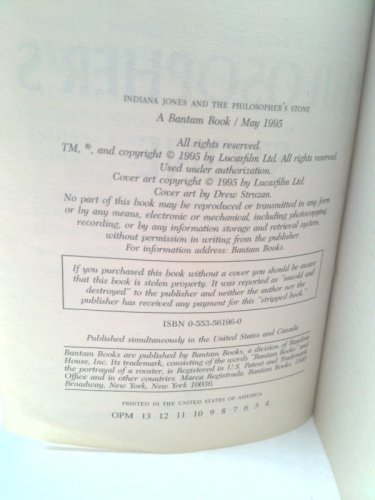 INDIANA JONES AND THE PHILOSOPHER'S STONE
A Bantam Book / May 1995
All rights reserved.
TM, ®, and copyright © 1995 by Lucasfilm Ltd. All rights reserved.
Used under authorization.
Cover art copyright © 1995 by Lucasfilm Ltd.
Cover art by Drew Struzan.
No part of this book may be reproduced or transmitted in any form
or by any means, electronic or mechanical, including photocopying,
recording, or by any information storage and retrieval system,
without permission in writing from the publisher.
For information address: Bantam Books.
If you purchased this book without a cover you should be aware
that this book is stolen property. It was reported as "unsold and
destroyed" to the publisher and neither the author nor the
publisher has received any payment for this "stripped book."
ISBN 0-553-56196-0
Published simultaneously in the United States and Canada
Bantam Books are published by Bantam Books, a division of Random
House, Inc. Its trademark, consisting of the words "Bantam Books" and
the portrayal of a rooster, is Registered in U.S. Patent and Trademark
Office and in other countries. Marca Registrada. Bantam Books, 1540
Broadway, New York, New York 10036.
PRINTED IN THE UNITED STATES OF AMERICA
OPM 13 12 11 10 9 8 7 6 5 4